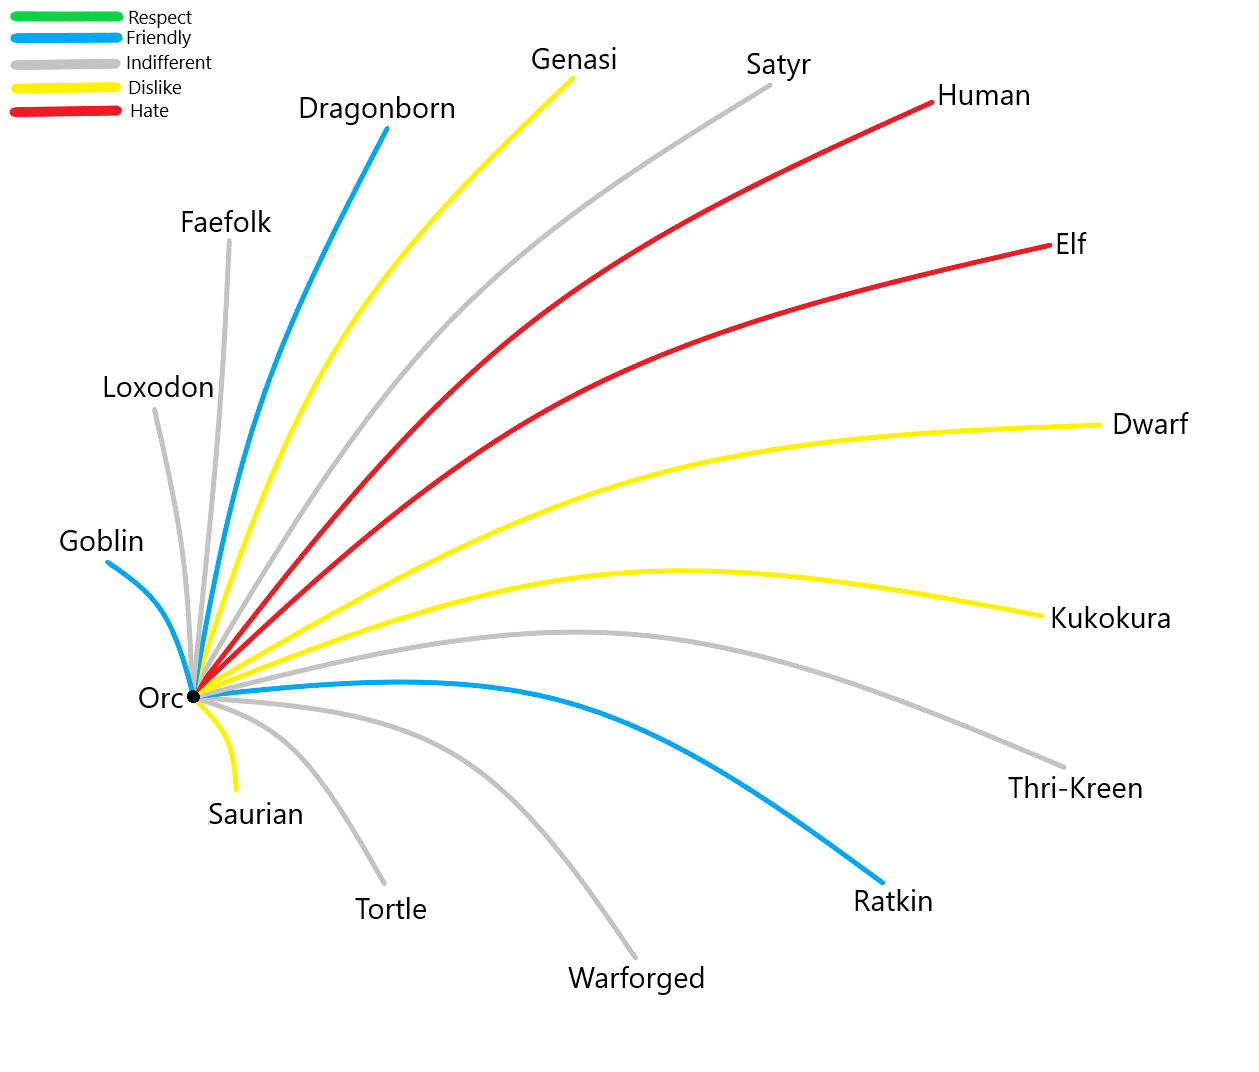 Respect
Friendly
Indifferent
Dislike
Hate
Genasi
Satyr
Human
Dragonborn
Faefolk
Elf
Loxodon
Dwarf
Goblin
Kukokura
Orc
Thri-Kreen
Saurian
Ratkin
Tortle
Warforged